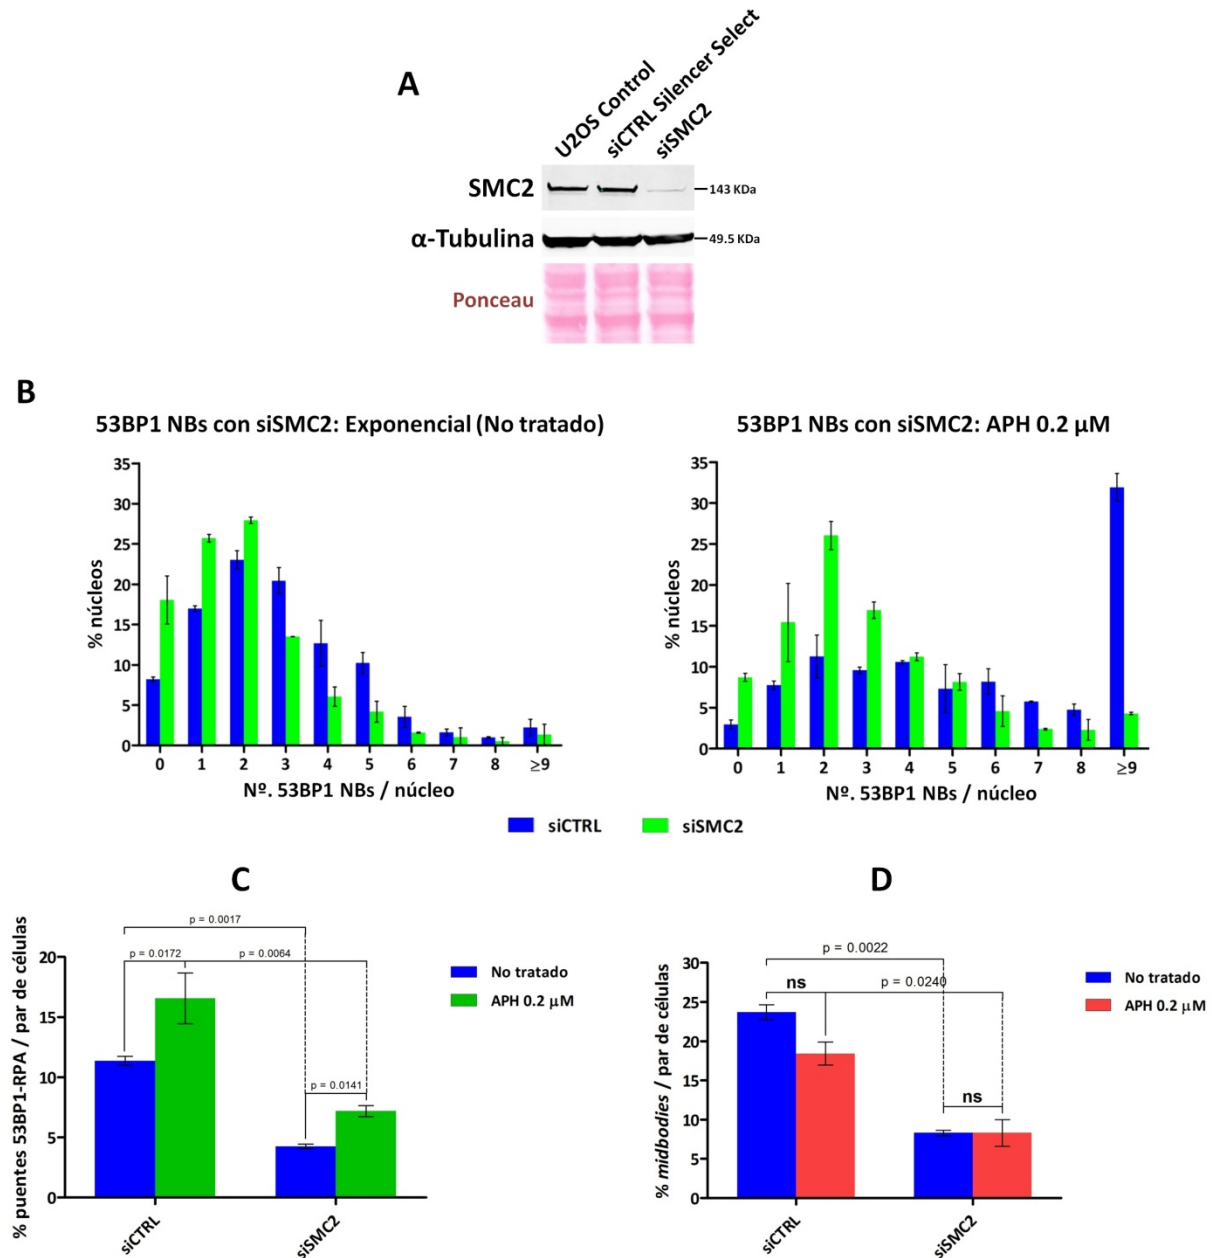 A
U2OS Control
siCTRL Silencer Select
siSMC2
SMC2
143 KDa
α-Tubulina
49.5 KDa
Ponceau
B
53BP1 NBs con siSMC2: Exponencial (No tratado)
% núcleos
35
30
25
20
15
10
5
0
0 1 2 3 4 5 6 7 8 ≥9
Nº. 53BP1 NBs / núcleo
53BP1 NBs con siSMC2: APH 0.2 µM
% núcleos
35
30
25
20
15
10
5
0
0 1 2 3 4 5 6 7 8 ≥9
Nº. 53BP1 NBs / núcleo
siCTRL siSMC2
C
% puentes 53BP1-RPA / par de células
p = 0.0017
p = 0.0172
p = 0.0064
p = 0.0141
20
15
10
5
0
siCTRL
siSMC2
No tratado
APH 0.2 µM
D
% midbodies / par de células
p = 0.0022
ns
p = 0.0240
ns
30
25
20
15
10
5
0
siCTRL
siSMC2
No tratado
APH 0.2 µM